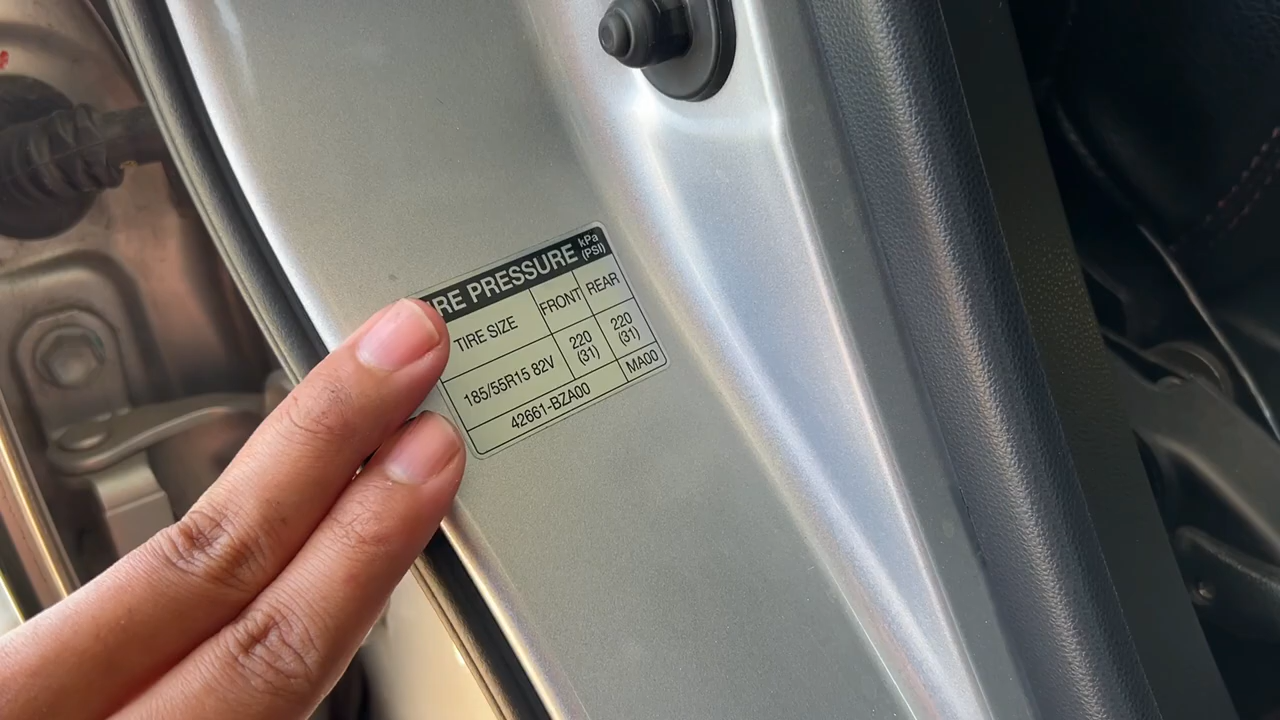 IRE PRESSURE kPa (PSI)
TIRE SIZE FRONT REAR
185/55R15 82V 220 (31) 220 (31)
42661-BZA00 MA00